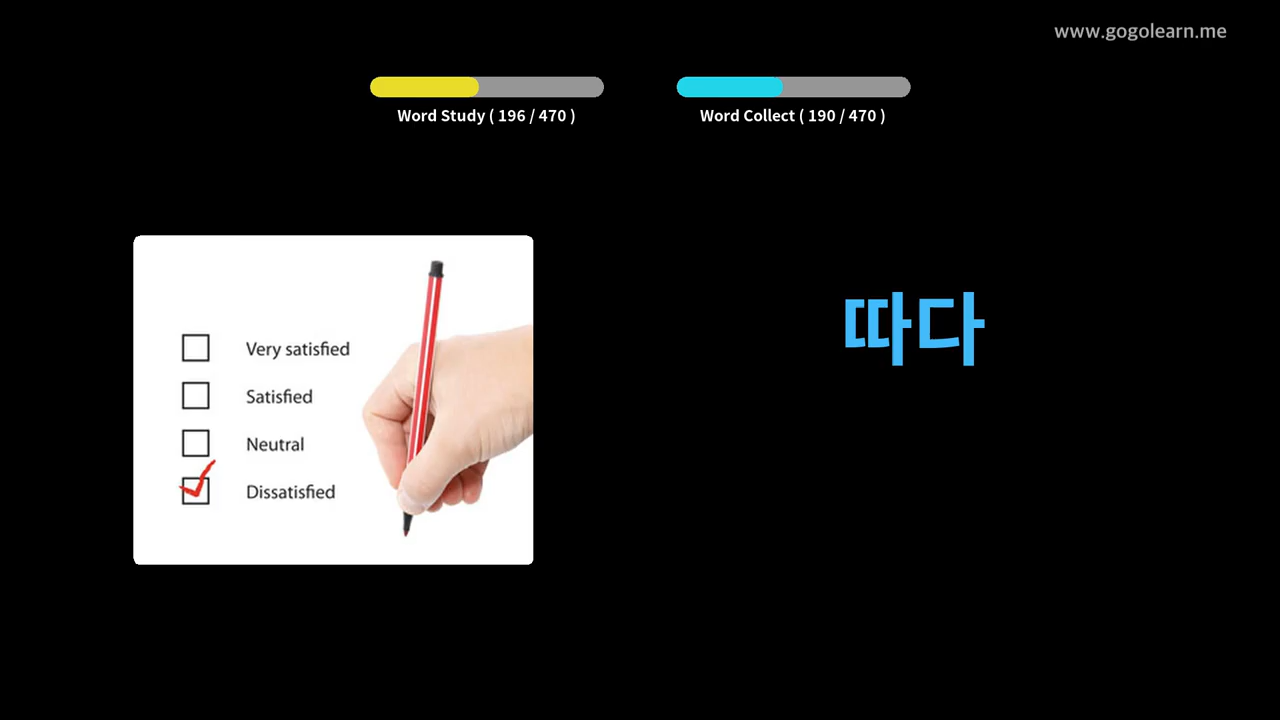 www.gogolearn.me
Word Study ( 196 / 470 )
Word Collect ( 190 / 470 )
Very satisfied
Satisfied
Neutral
Dissatisfied
따다